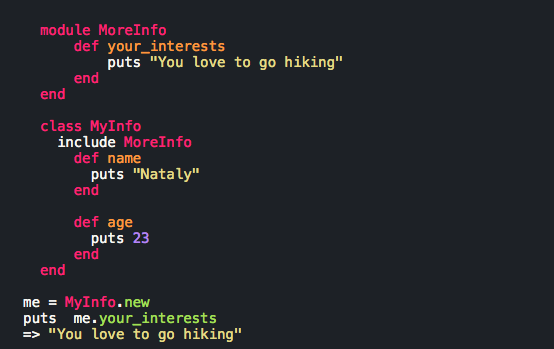 module MoreInfo
def your_interests
puts "You love to go hiking"
end
end
class MyInfo
include MoreInfo
def name
puts "Nataly"
end
def age
puts 23
end
end
me = MyInfo.new
puts  me.your_interests
=> "You love to go hiking"